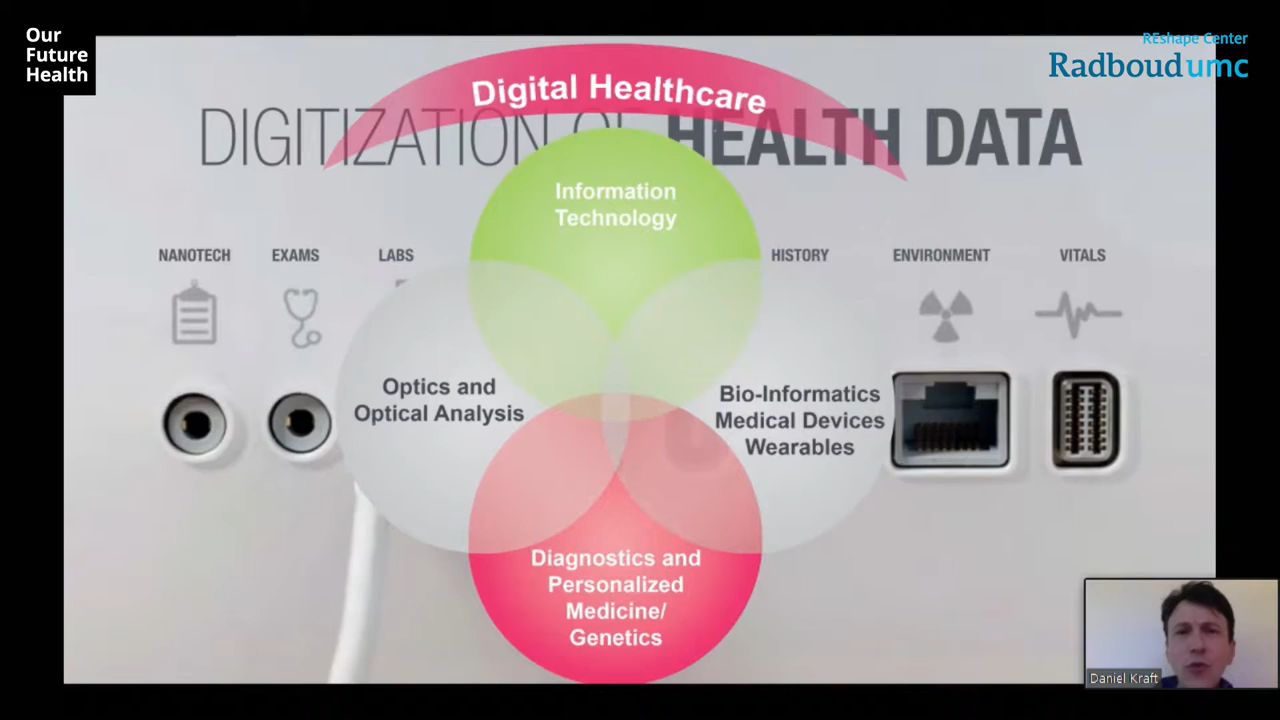 Our
Future
Health
REshape Center
Radboudumc
Digital Healthcare
DIGITIZATION OF HEALTH DATA
Information
Technology
NANOTECH
EXAMS
LABS
HISTORY
ENVIRONMENT
VITALS
Optics and
Optical Analysis
Bio-Informatics
Medical Devices
Wearables
Diagnostics and
Personalized
Medicine/
Genetics
Daniel Kraft